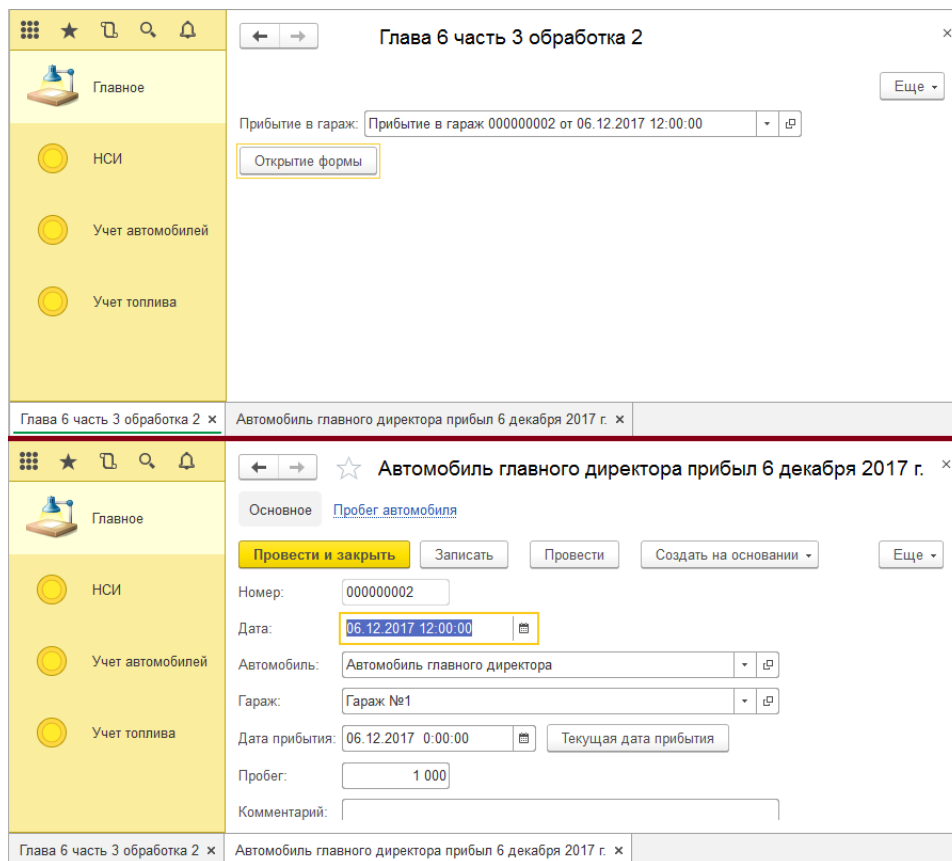 Глава 6 часть 3 обработка 2
Главное
Еще
Прибытие в гараж: Прибытие в гараж 000000002 от 06.12.2017 12:00:00
Открытие формы
НСИ
Учет автомобилей
Учет топлива
Глава 6 часть 3 обработка 2 Автомобиль главного директора прибыл 6 декабря 2017 г.
Автомобиль главного директора прибыл 6 декабря 2017 г.
Главное
Основное Пробег автомобиля
Провести и закрыть Записать Провести Создать на основании Еще
НСИ
Номер: 000000002
Дата: 06.12.2017 12:00:00
Учет автомобилей
Автомобиль: Автомобиль главного директора
Гараж: Гараж №1
Учет топлива
Дата прибытия: 06.12.2017 0:00:00 Текущая дата прибытия
Пробег: 1 000
Комментарий:
Глава 6 часть 3 обработка 2 Автомобиль главного директора прибыл 6 декабря 2017 г.